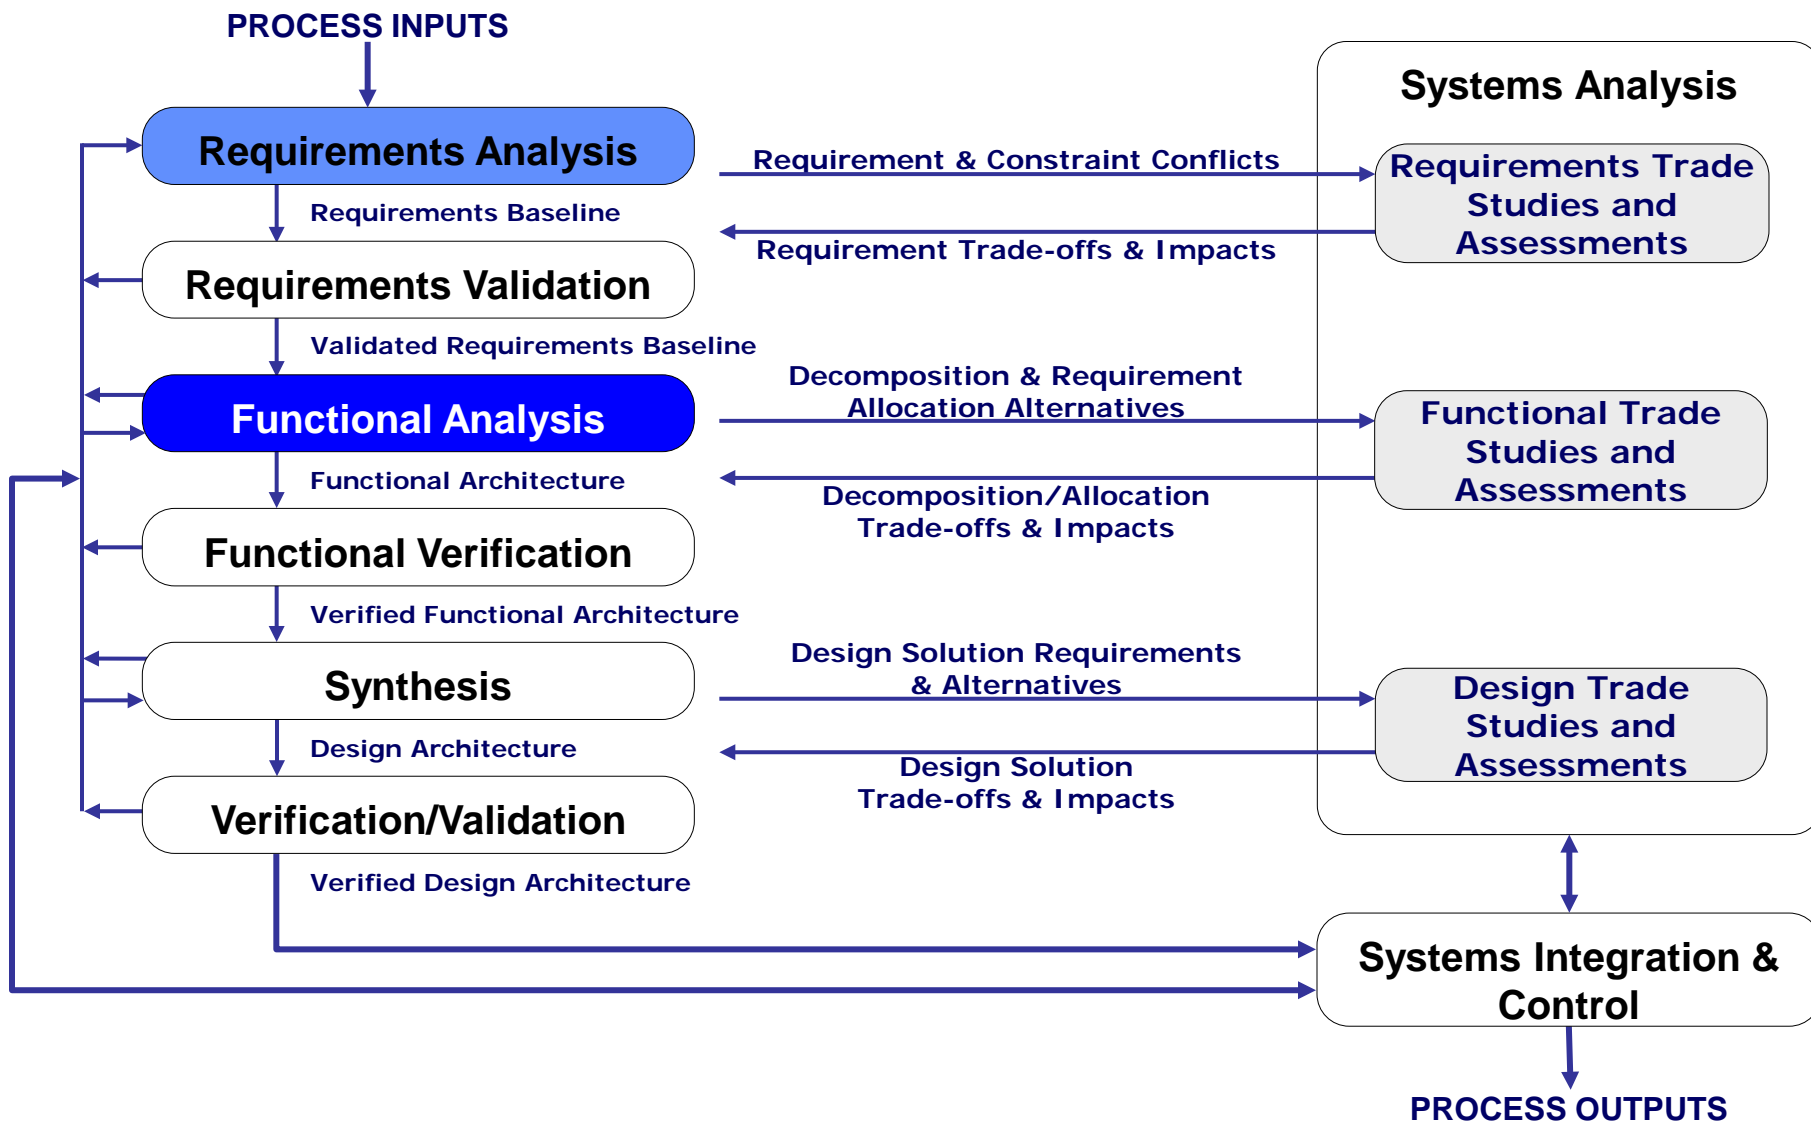 PROCESS INPUTS
Requirements Analysis
Requirements Baseline
Requirements Validation
Validated Requirements Baseline
Functional Analysis
Functional Architecture
Functional Verification
Verified Functional Architecture
Synthesis
Design Architecture
Verification/Validation
Verified Design Architecture
Requirement & Constraint Conflicts
Requirement Trade-offs & Impacts
Decomposition & Requirement
Allocation Alternatives
Decomposition/Allocation
Trade-offs & Impacts
Design Solution Requirements
& Alternatives
Design Solution
Trade-offs & Impacts
Systems Analysis
Requirements Trade
Studies and
Assessments
Functional Trade
Studies and
Assessments
Design Trade
Studies and
Assessments
Systems Integration &
Control
PROCESS OUTPUTS